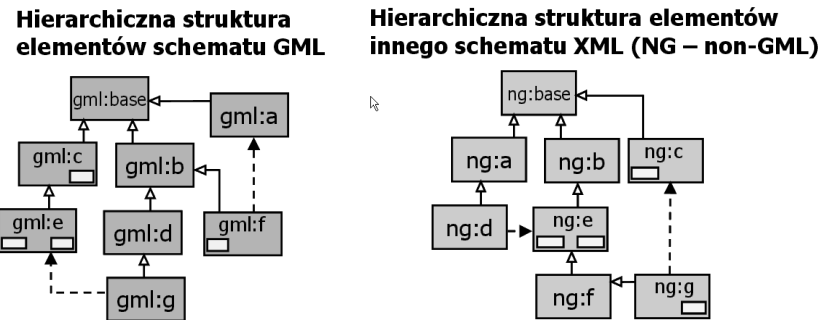 Hierarchiczna struktura
elementów schematu GML
gml:base
gml:a
gml:c
gml:b
gml:e
gml:d
gml:f
gml:g
Hierarchiczna struktura elementów
innego schematu XML (NG – non-GML)
ng:base
ng:a
ng:b
ng:c
ng:d
ng:e
ng:f
ng:g